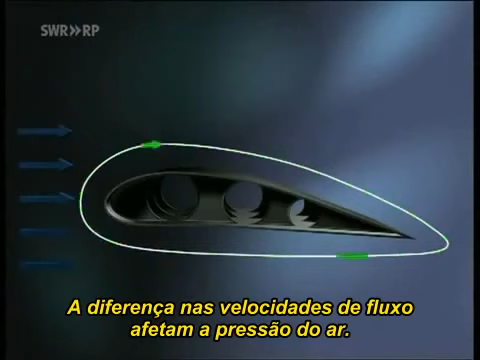 SWR>>RP
A diferença nas velocidades de fluxo
afetam a pressão do ar.